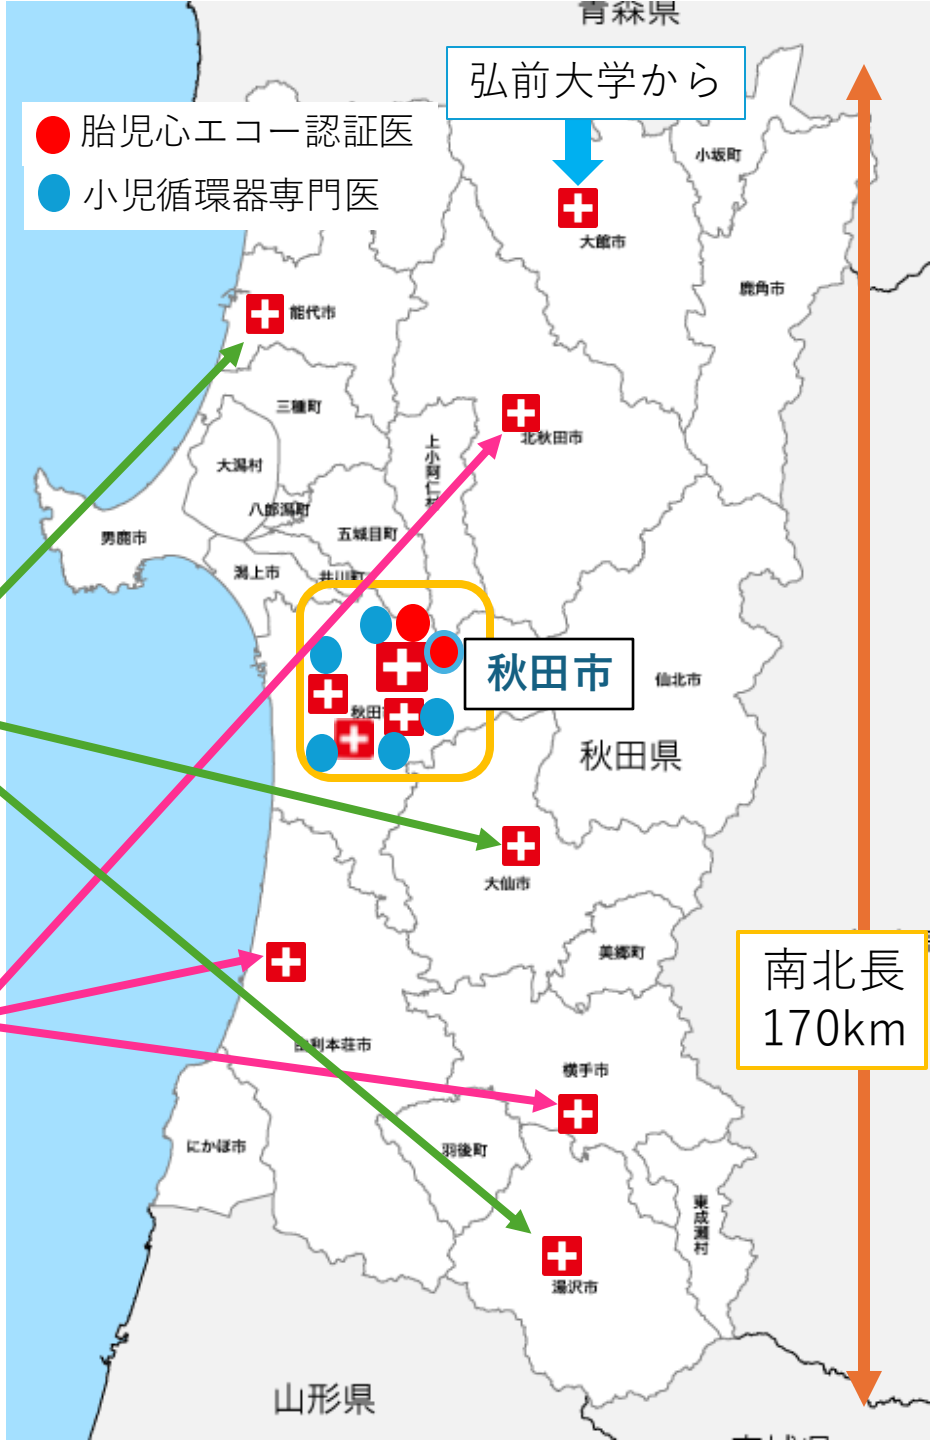 青森県
弘前大学から
胎児心エコー認証医
小児循環器専門医
小坂町
大館市
鹿角市
能代市
三種町
北秋田市
上小阿仁村
大潟村
八郎潟町
男鹿市
五城目町
潟上市
井川町
秋田市
秋田市
仙北市
秋田県
大仙市
美郷町
南北長
170km
由利本荘市
横手市
にかほ市
羽後町
東成瀬村
湯沢市
山形県